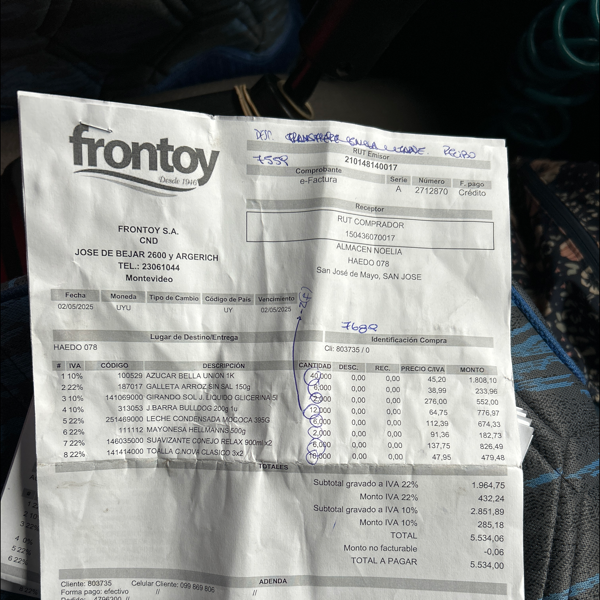 frontoy
Desde 1946
FRONTOY S.A.
CND
JOSE DE BEJAR 2600 y ARGERICH
TEL.: 23061044
Montevideo
RUT Emisor
7559
210148140017
Comprobante Serie Número F. pago
e-Factura A 2712870 Crédito
Receptor
RUT COMPRADOR
150436070017
ALMACEN NOELIA
HAEDO 078
San José de Mayo, SAN JOSE
Fecha Moneda Tipo de Cambio Código de País Vencimiento
02/05/2025 UYU UY 02/05/2025
7689
Lugar de Destino/Entrega Identificación Compra
HAEDO 078 Cli: 803735 / 0
# IVA CÓDIGO DESCRIPCIÓN CANTIDAD DESC. REC. PRECIO C/IVA MONTO
1 10% 100529 AZUCAR BELLA UNION 1K 40,000 0,00 0,00 45,20 1.808,10
2 22% 187017 GALLETA ARROZ SIN SAL 150g 6,000 0,00 0,00 38,99 233,96
3 10% 141069000 GIRANDO SOL J. LIQUIDO GLICERINA 5l 2,000 0,00 0,00 276,00 552,00
4 10% 313053 J.BARRA BULLDOG 200g 1u 12,000 0,00 0,00 64,75 776,97
5 22% 251469000 LECHE CONDENSADA MOCOCA 395G 6,000 0,00 0,00 112,39 674,33
6 22% 111112 MAYONESA HELLMANNS 500g 2,000 0,00 0,00 91,36 182,73
7 22% 146035000 SUAVIZANTE CONEJO RELAX 900ml x2 6,000 0,00 0,00 137,75 826,49
8 22% 141414000 TOALLA C.NOVA CLASICO 3x2 10,000 0,00 0,00 47,95 479,48
TOTALES
Subtotal gravado a IVA 22% 1.964,75
Monto IVA 22% 432,24
Subtotal gravado a IVA 10% 2.851,89
Monto IVA 10% 285,18
TOTAL 5.534,06
Monto no facturable -0,06
TOTAL A PAGAR 5.534,00
ADENDA
Cliente: 803735 Celular Cliente: 099 669 806
Forma pago: efectivo // //